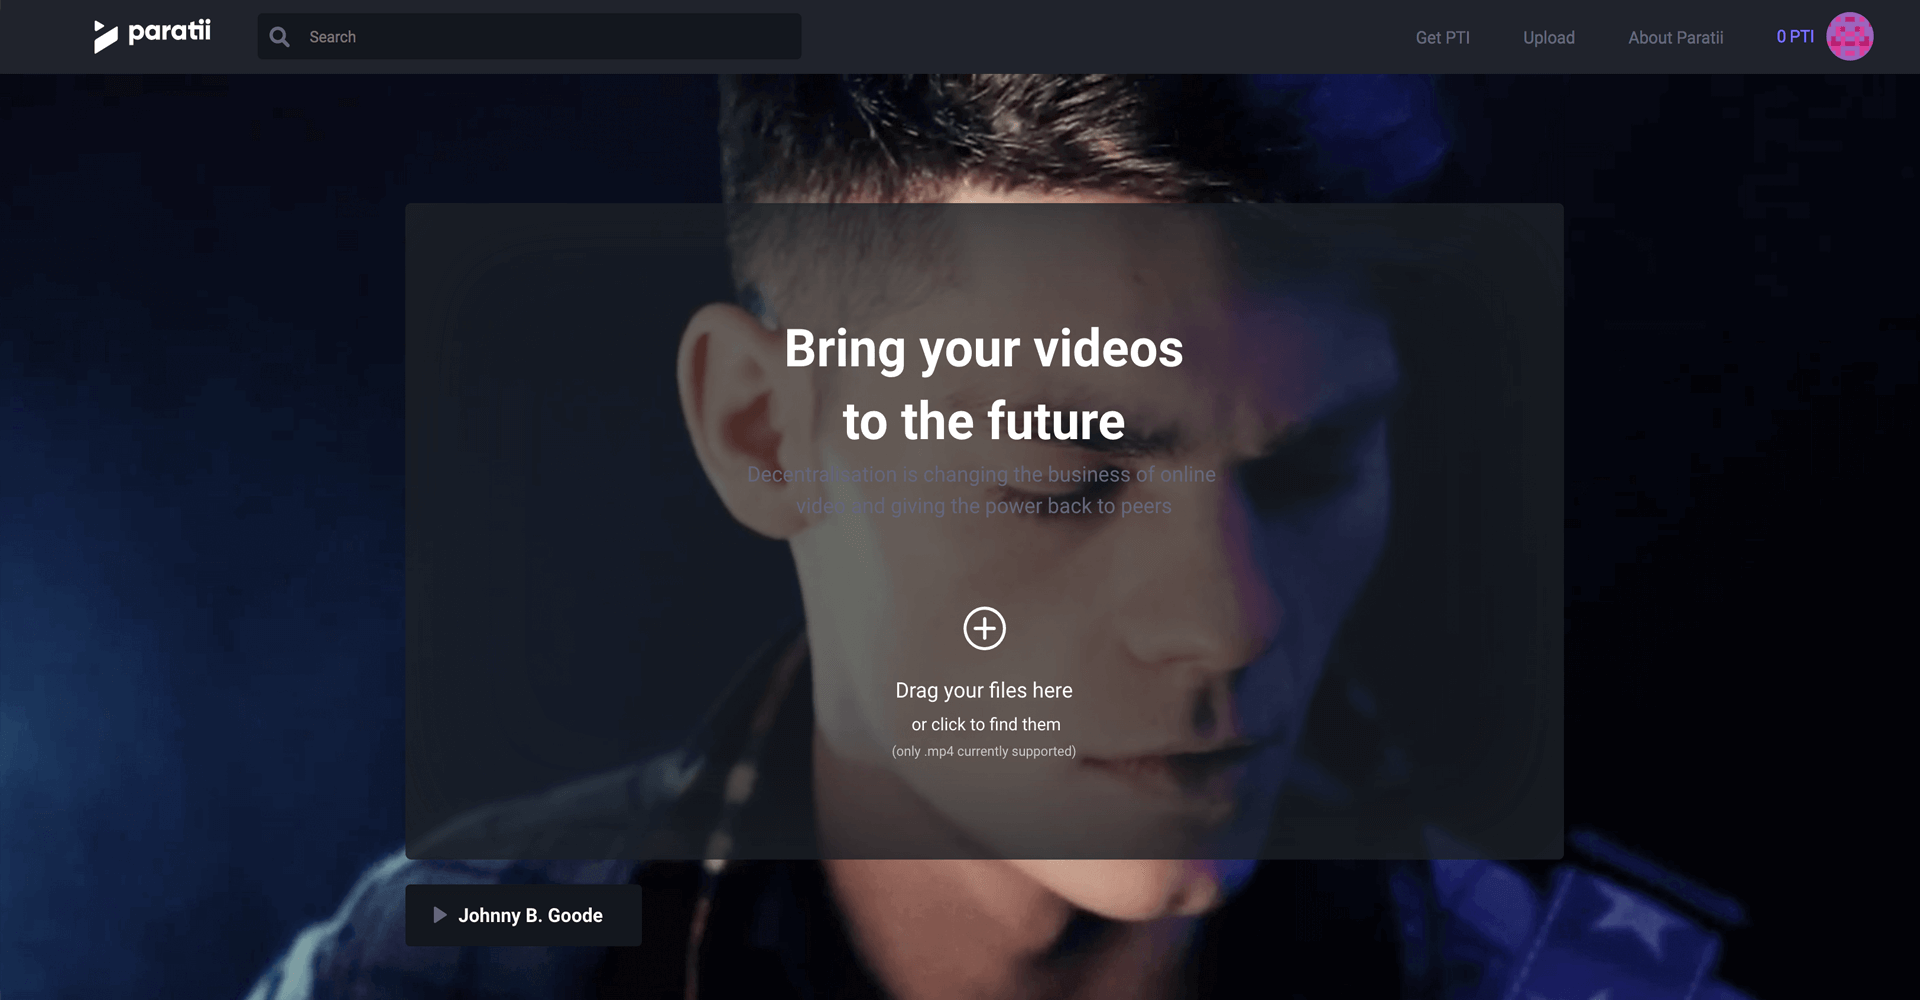 paratii
Search
Get PTI
Upload
About Paratii
0 PTI
Bring your videos
to the future
Decentralisation is changing the business of online
video and giving the power back to peers
Drag your files here
or click to find them
(only .mp4 currently supported)
Johnny B. Goode